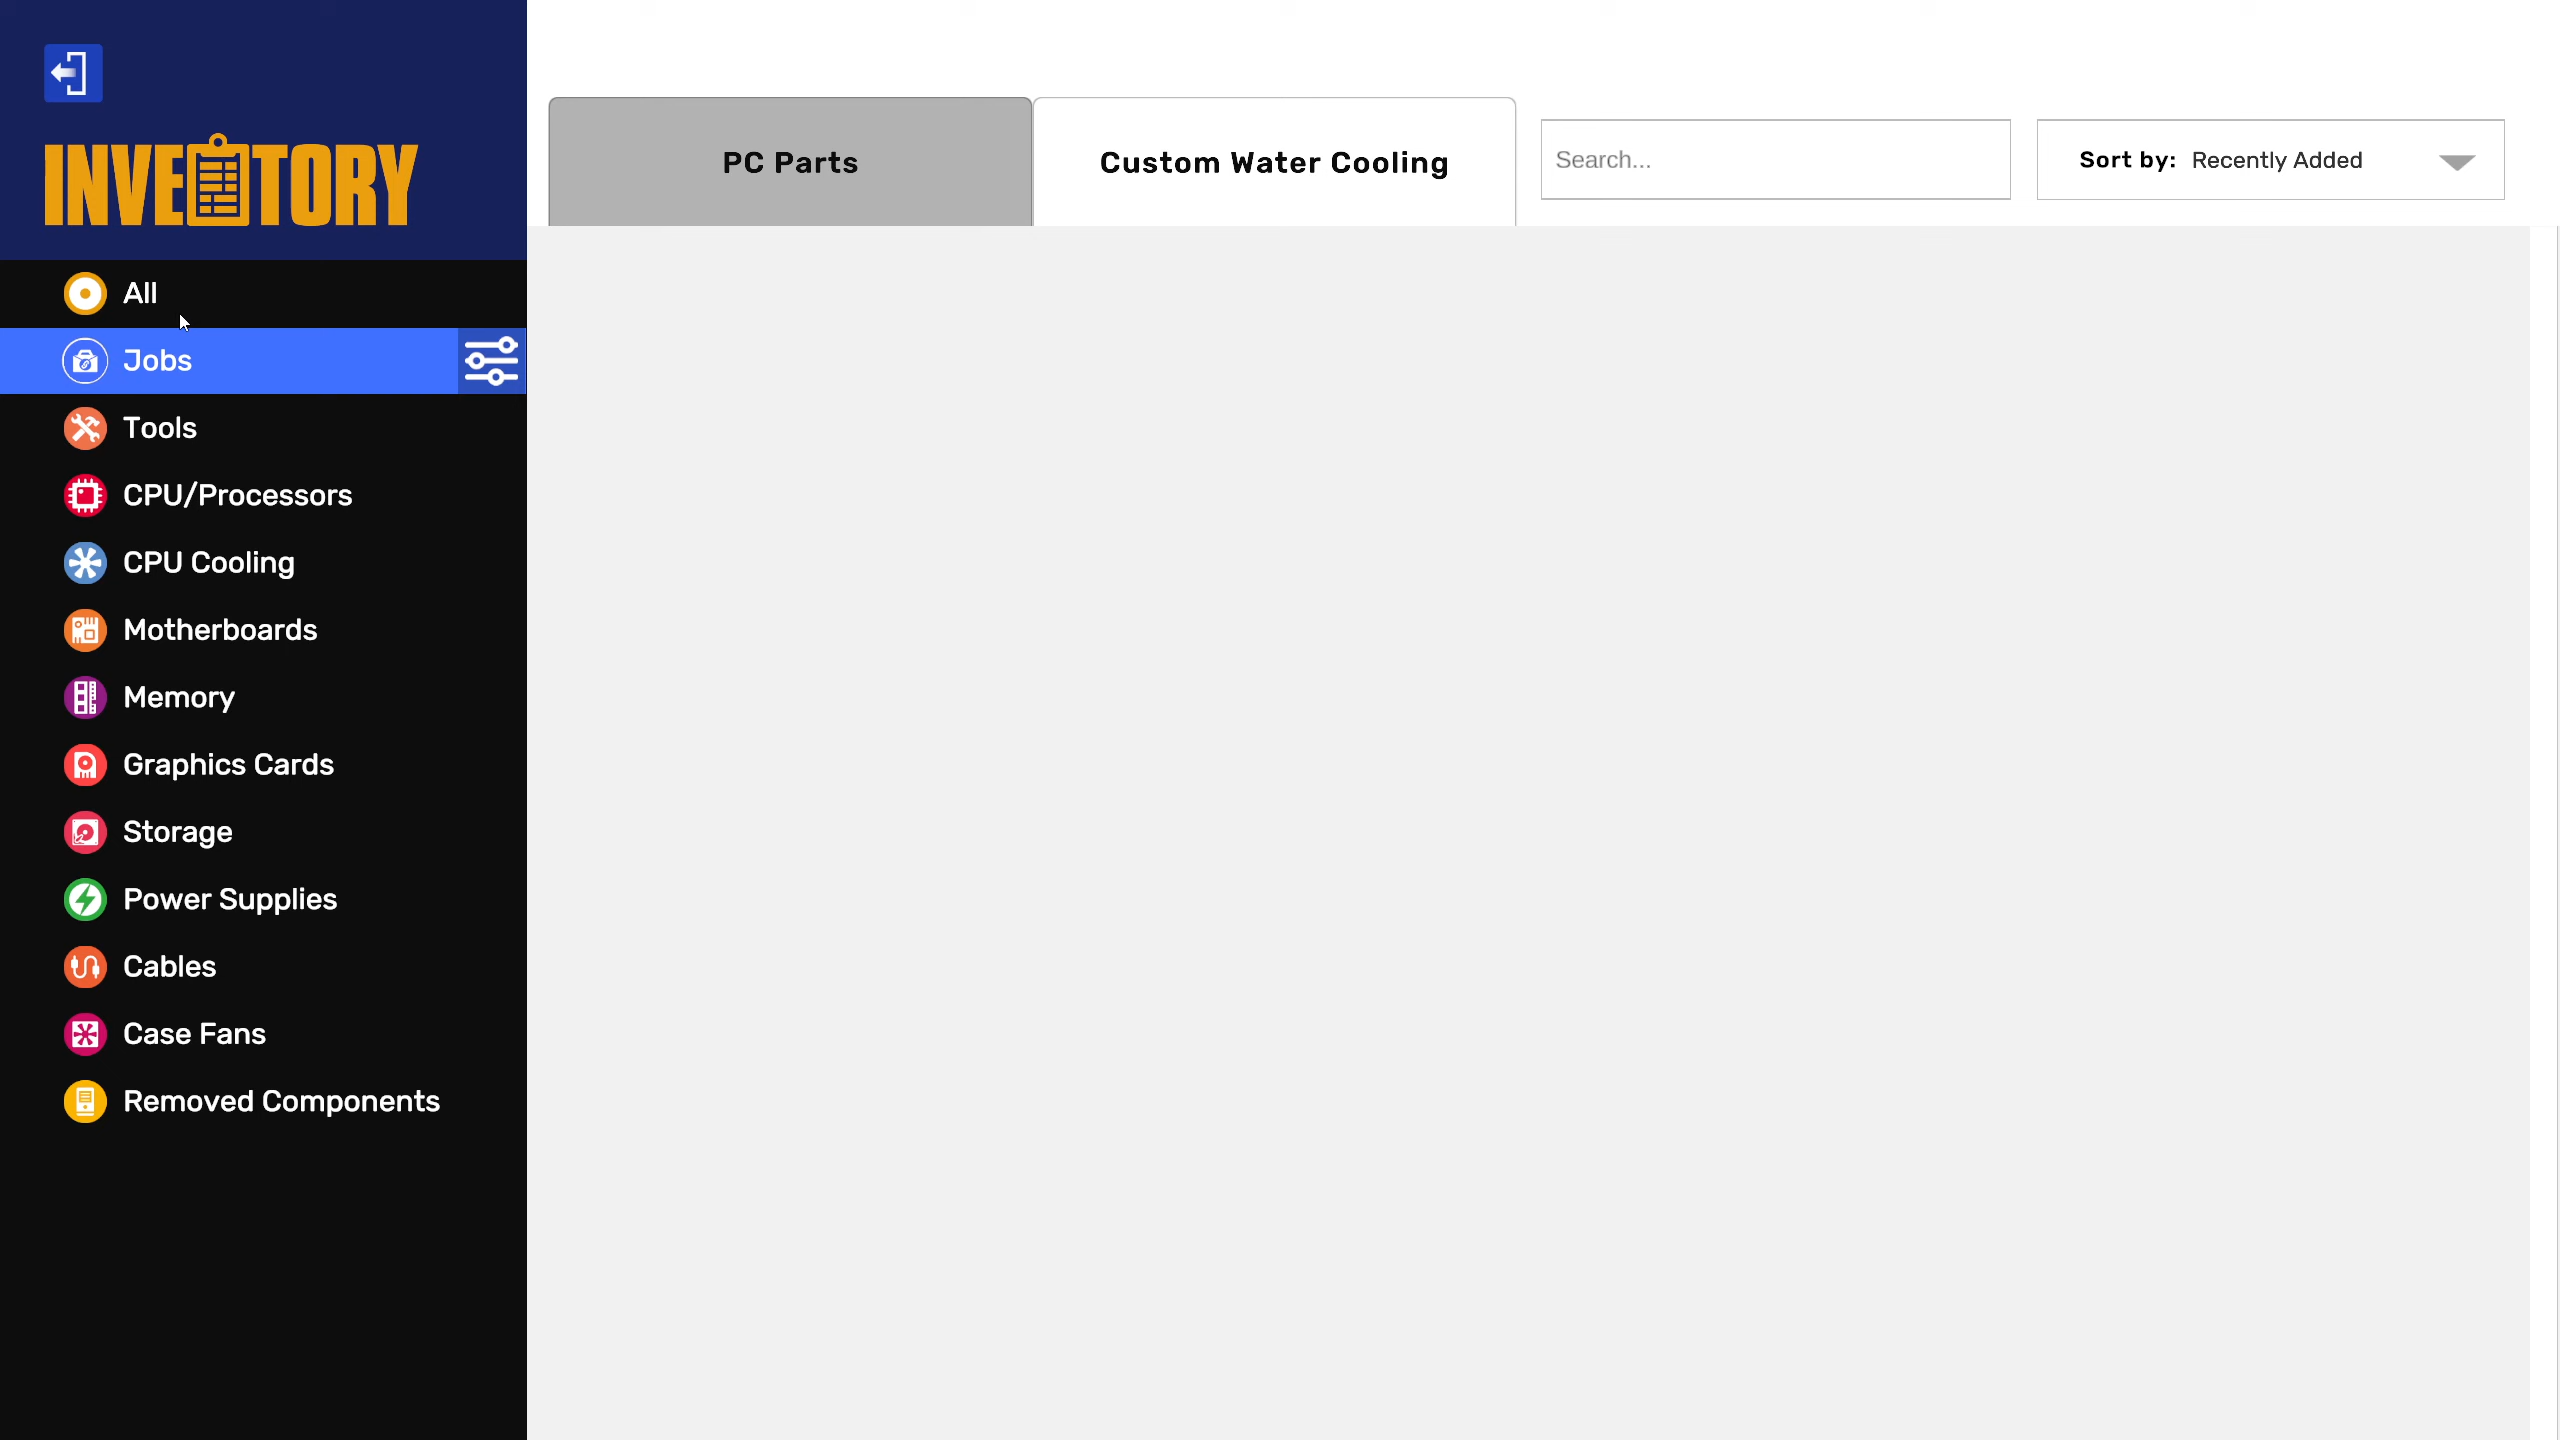 INVENTORY
PC Parts
Custom Water Cooling
Search...
Sort by: Recently Added
All
Jobs
Tools
CPU/Processors
CPU Cooling
Motherboards
Memory
Graphics Cards
Storage
Power Supplies
Cables
Case Fans
Removed Components